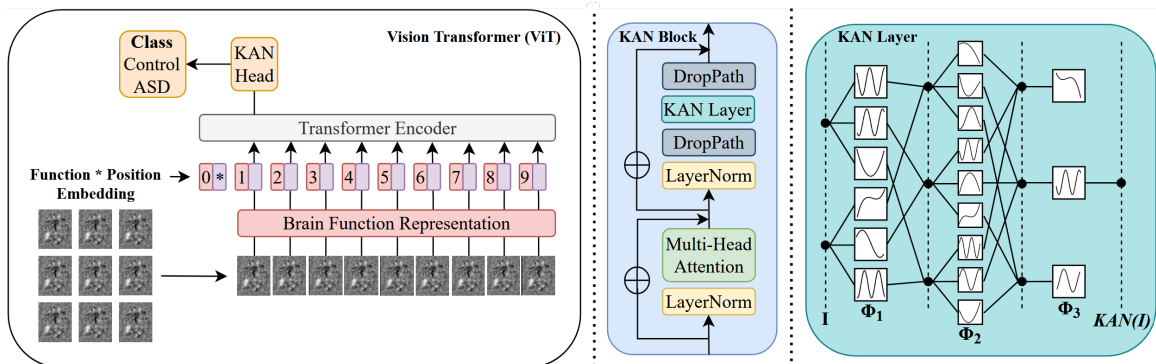 Vision Transformer (ViT)
Class
Control
ASD
KAN
Head
Transformer Encoder
Function * Position
Embedding
0 * 1 2 3 4 5 6 7 8 9
Brain Function Representation
KAN Block
DropPath
KAN Layer
DropPath
LayerNorm
Multi-Head
Attention
LayerNorm
KAN Layer
I
Φ1
Φ2
Φ3
KAN(I)